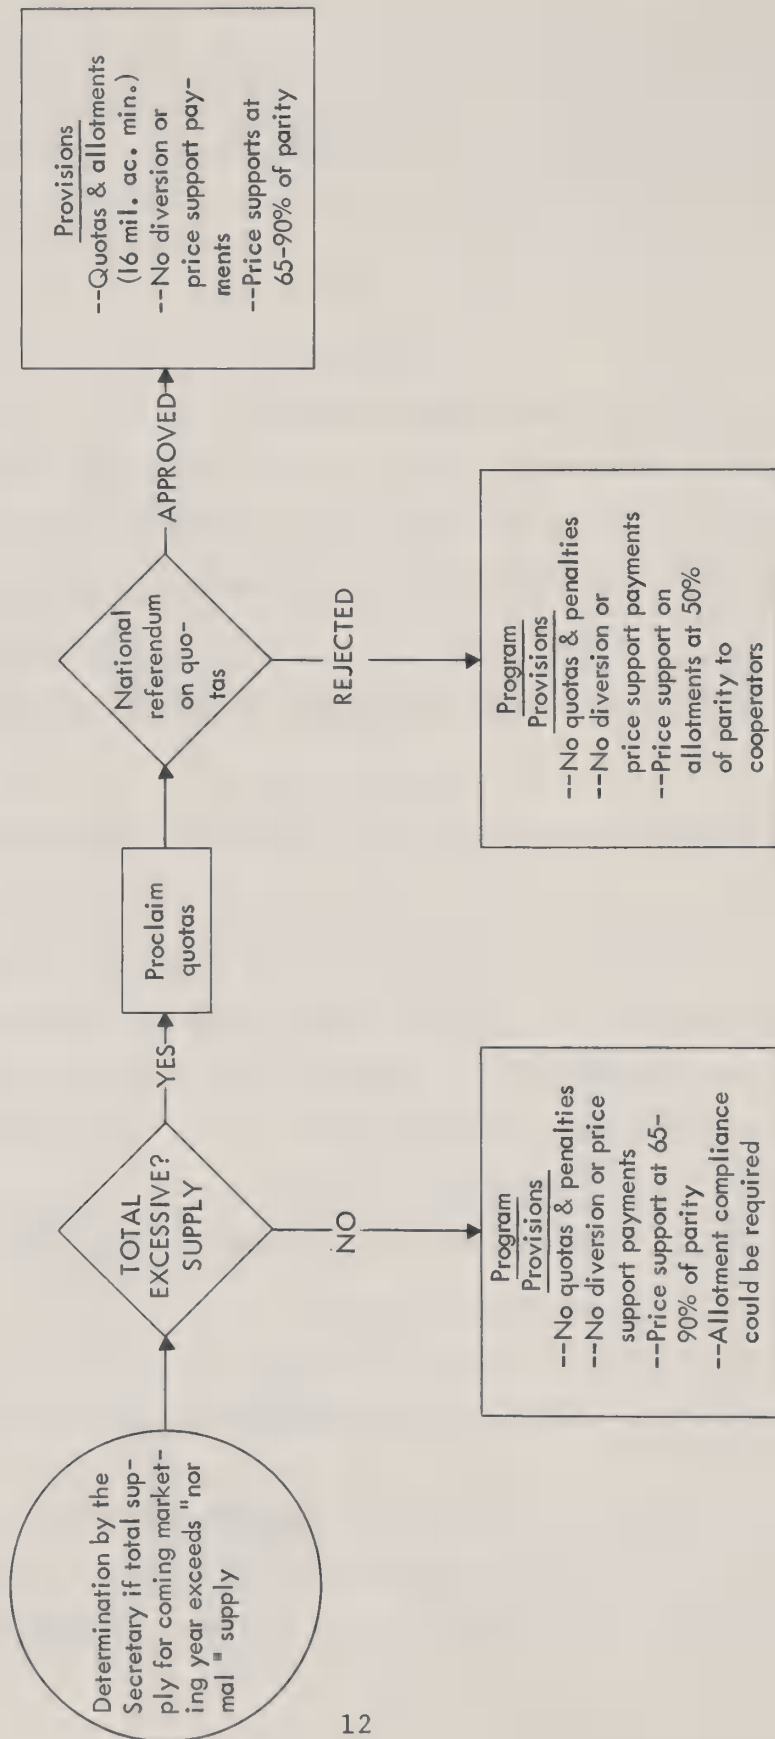 Determination by the
Secretary if total sup-
ply for coming market-
ing year exceeds "nor
mal " supply
TOTAL
EXCESSIVE?
SUPPLY
YES
NO
Proclaim
quotas
National
referendum
on quo-
tas
APPROVED
REJECTED
Provisions
--Quotas & allotments
(16 mil. ac. min.)
--No diversion or
price support pay-
ments
--Price supports at
65-90% of parity
Program
Provisions
--No quotas & penalties
--No diversion or price
support payments
--Price support at 65-
90% of parity
--Allotment compliance
could be required
Program
Provisions
--No quotas & penalties
--No diversion or
price support payments
--Price support on
allotments at 50%
of parity to
cooperators
12